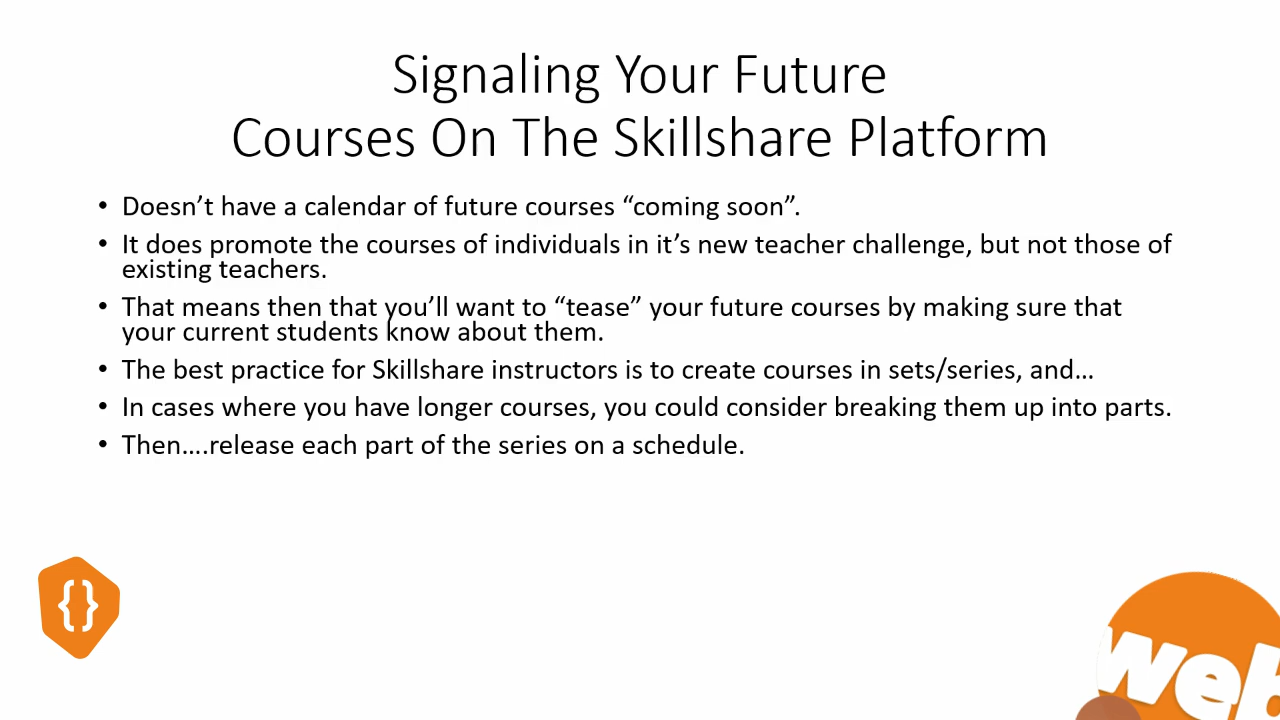 Signaling Your Future
Courses On The Skillshare Platform
• Doesn’t have a calendar of future courses “coming soon”.
• It does promote the courses of individuals in it’s new teacher challenge, but not those of
existing teachers.
• That means then that you’ll want to “tease” your future courses by making sure that
your current students know about them.
• The best practice for Skillshare instructors is to create courses in sets/series, and…
• In cases where you have longer courses, you could consider breaking them up into parts.
• Then….release each part of the series on a schedule.
{}
web